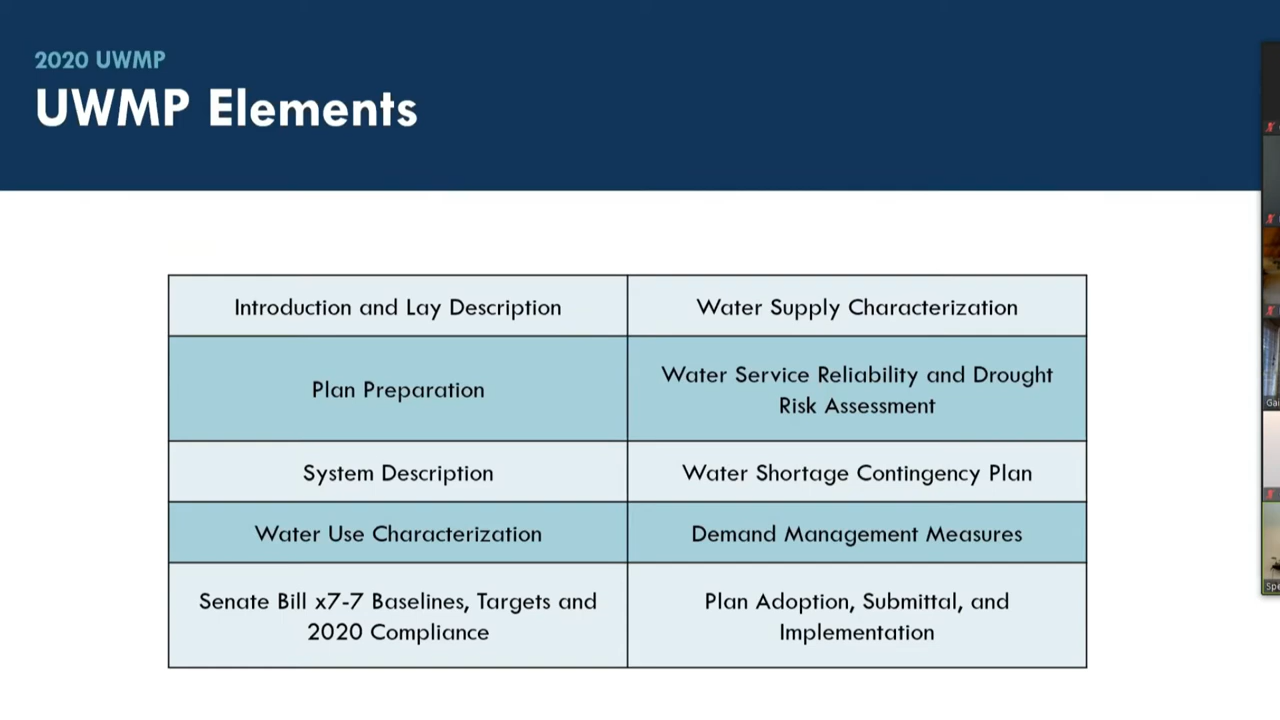 2020 UWMP
UWMP Elements
Introduction and Lay Description
Water Supply Characterization
Plan Preparation
Water Service Reliability and Drought
Risk Assessment
System Description
Water Shortage Contingency Plan
Water Use Characterization
Demand Management Measures
Senate Bill x7-7 Baselines, Targets and
2020 Compliance
Plan Adoption, Submittal, and
Implementation
Gai
Spe